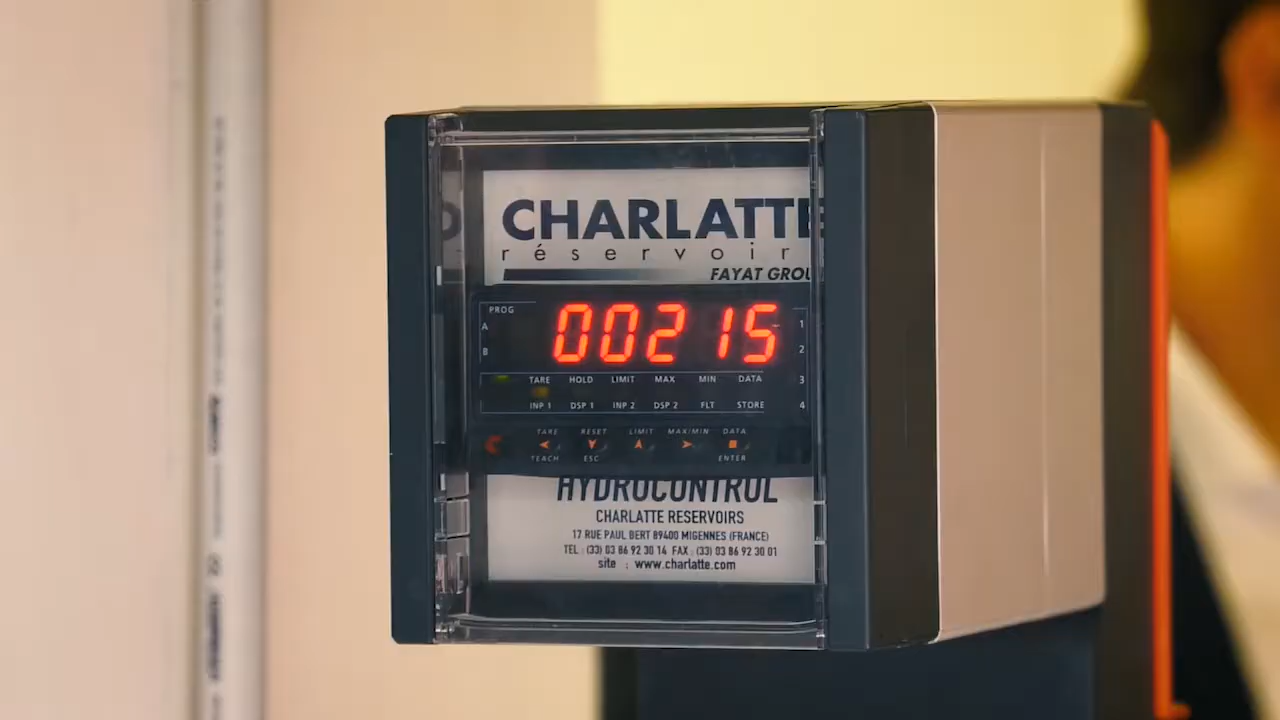 CHARLATTE
réservoir
FAYAT GROU
PROG
A
B
00215
1
2
3
4
TARE HOLD LIMIT MAX MIN DATA
INP 1 DSP 1 INP 2 DSP 2 FLT STORE
TARE RESET LIMIT MAX/MIN DATA
TEACH ESC ENTER
HYDROCONTROL
CHARLATTE RESERVOIRS
17 RUE PAUL BERT 89400 MIGENNES (FRANCE)
TEL : (33) 03 86 92 30 14 FAX : (33) 03 86 92 30 01
site : www.charlatte.com